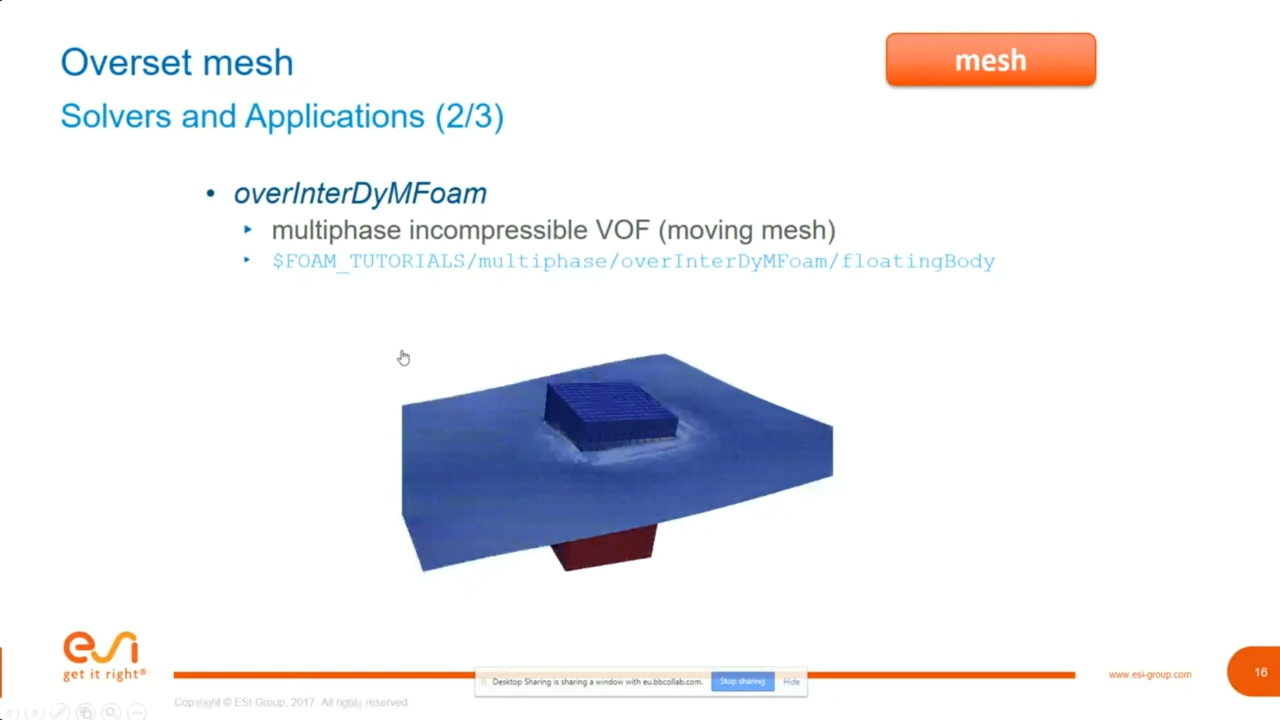 Overset mesh
mesh
Solvers and Applications (2/3)
• overInterDyMFoam
multiphase incompressible VOF (moving mesh)
$FOAM_TUTORIALS/multiphase/overInterDyMFoam/floatingBody
esi
get it right®
Desktop Sharing is sharing a window with eu.bbcollab.com.
Stop sharing
Hide
www.esi-group.com
16
Copyright © ESI Group, 2017. All rights reserved.